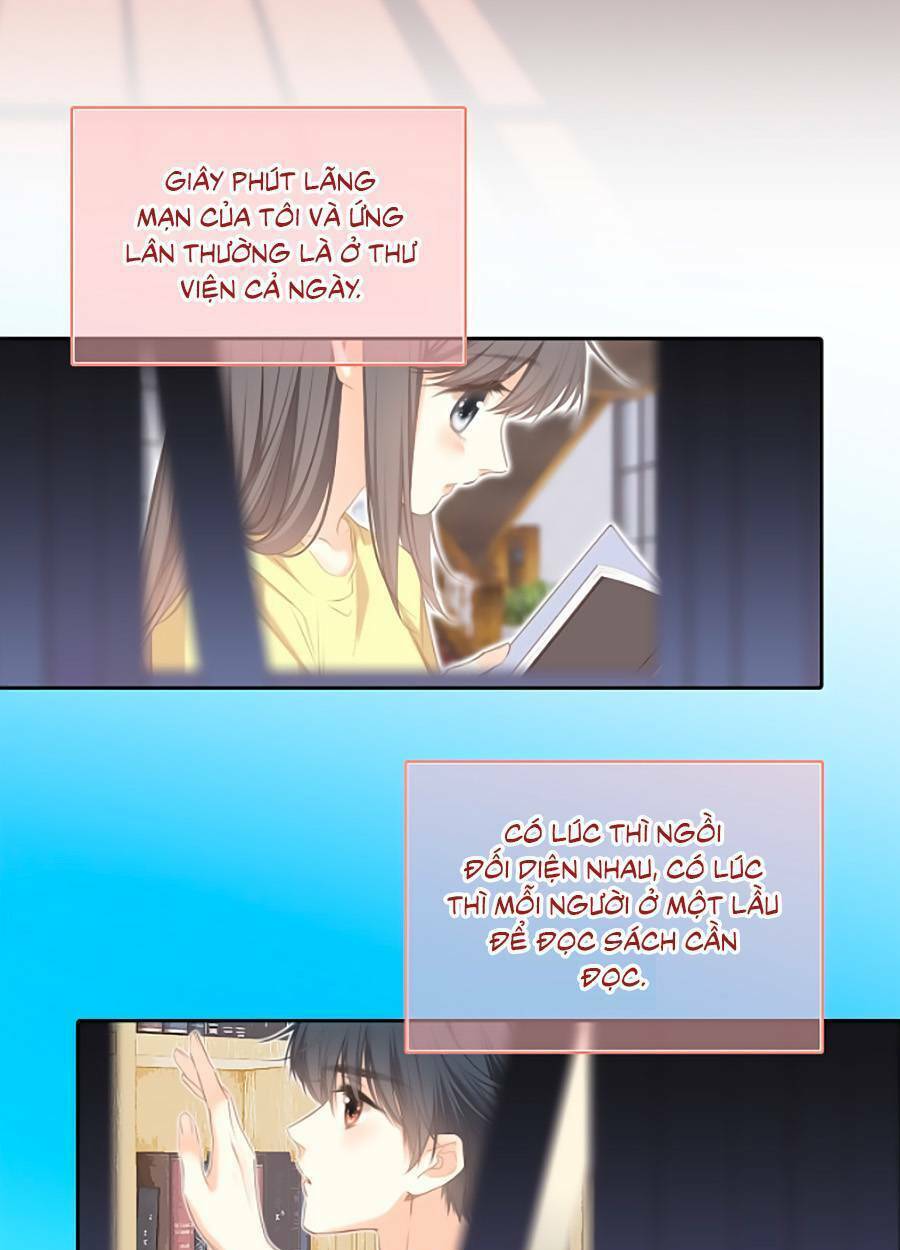 GIÂY PHÚT LÃNG
MẠN CỦA TÔI VÀ ỨNG
LÂN THƯỜNG LÀ Ở THƯ
VIỆN CẢ NGÀY.
CÓ LÚC THÌ NGỒI
ĐỐI DIỆN NHAU, CÓ LÚC
THÌ MỖI NGƯỜI Ở MỘT LẦU
ĐỂ ĐỌC SÁCH CẦN
ĐỌC.